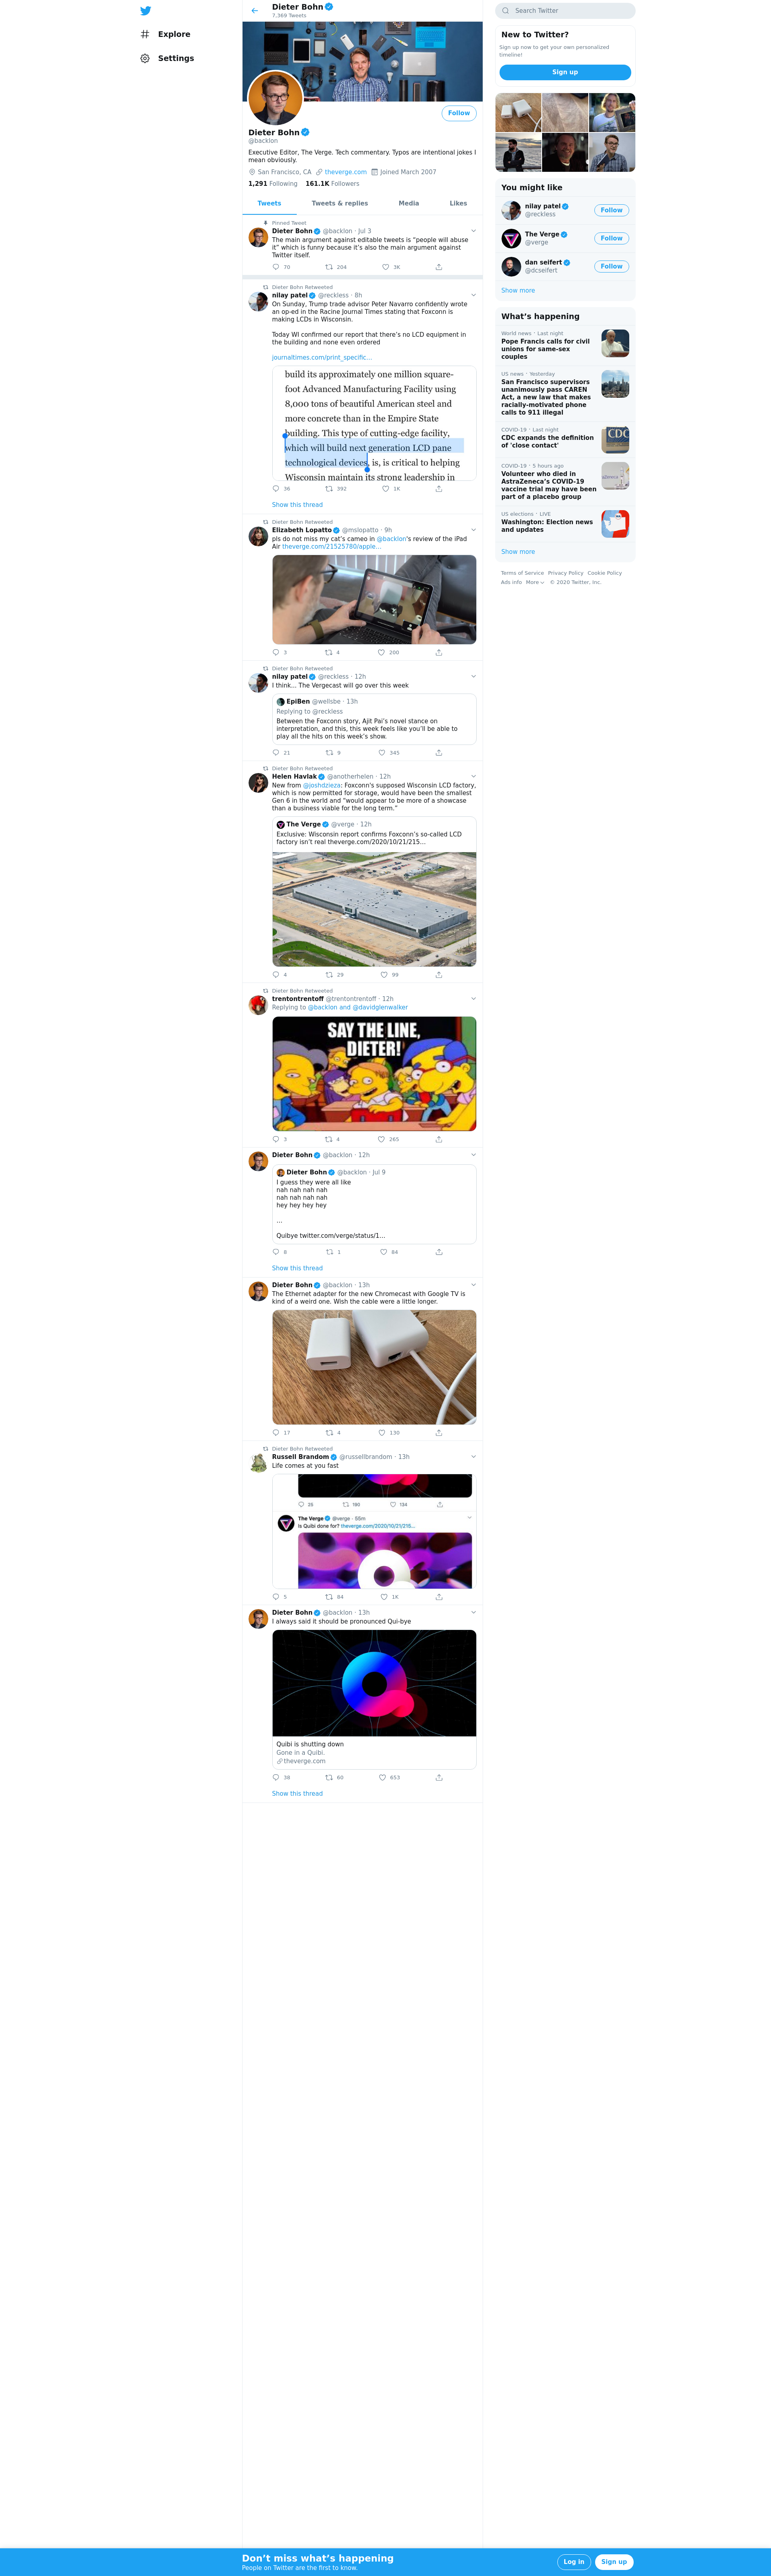 Explore
Settings
Dieter Bohn
7,369 Tweets
Follow
Dieter Bohn
@backlon
Executive Editor, The Verge. Tech commentary. Typos are intentional jokes I
mean obviously.
San Francisco, CA theverge.com Joined March 2007
1,291 Following 161.1K Followers
Tweets Tweets & replies Media Likes
Pinned Tweet
Dieter Bohn @backlon · Jul 3
The main argument against editable tweets is “people will abuse
it” which is funny because it’s also the main argument against
Twitter itself.
70 204 3K
Dieter Bohn Retweeted
nilay patel @reckless · 8h
On Sunday, Trump trade advisor Peter Navarro confidently wrote
an op-ed in the Racine Journal Times stating that Foxconn is
making LCDs in Wisconsin.
Today WI confirmed our report that there’s no LCD equipment in
the building and none even ordered
journaltimes.com/print_specific…
build its approximately one million square-
foot Advanced Manufacturing Facility using
8,000 tons of beautiful American steel and
more concrete than in the Empire State
building. This type of cutting-edge facility,
which will build next generation LCD pane
technological devices, is, is critical to helping
Wisconsin maintain its strong leadership in
36 392 1K
Show this thread
Dieter Bohn Retweeted
Elizabeth Lopatto @mslopatto · 9h
pls do not miss my cat’s cameo in @backlon’s review of the iPad
Air theverge.com/21525780/apple…
3 4 200
Dieter Bohn Retweeted
nilay patel @reckless · 12h
I think... The Vergecast will go over this week
EpiBen @wellsbe · 13h
Replying to @reckless
Between the Foxconn story, Ajit Pai’s novel stance on
interpretation, and this, this week feels like you’ll be able to
play all the hits on this week’s show.
21 9 345
Dieter Bohn Retweeted
Helen Havlak @anotherhelen · 12h
New from @joshdzieza: Foxconn's supposed Wisconsin LCD factory,
which is now permitted for storage, would have been the smallest
Gen 6 in the world and “would appear to be more of a showcase
than a business viable for the long term.”
The Verge @verge · 12h
Exclusive: Wisconsin report confirms Foxconn’s so-called LCD
factory isn’t real theverge.com/2020/10/21/215…
4 29 99
Dieter Bohn Retweeted
trentontrentoff @trentontrentoff · 12h
Replying to @backlon and @davidglenwalker
SAY THE LINE,
DIETER!
3 4 265
Dieter Bohn @backlon · 12h
Dieter Bohn @backlon · Jul 9
I guess they were all like
nah nah nah nah
nah nah nah nah
hey hey hey hey
...
Quibye twitter.com/verge/status/1…
8 1 84
Show this thread
Dieter Bohn @backlon · 13h
The Ethernet adapter for the new Chromecast with Google TV is
kind of a weird one. Wish the cable were a little longer.
17 4 130
Dieter Bohn Retweeted
Russell Brandom @russellbrandom · 13h
Life comes at you fast
35 180 134
The Verge @verge · 55m
Is Quibi done for? theverge.com/2020/10/21/215...
5 84 1K
Dieter Bohn @backlon · 13h
I always said it should be pronounced Qui-bye
Quibi is shutting down
Gone in a Quibi.
theverge.com
38 60 653
Show this thread
Search Twitter
New to Twitter?
Sign up now to get your own personalized
timeline!
Sign up
You might like
nilay patel
@reckless
Follow
The Verge
@verge
Follow
dan seifert
@dcseifert
Follow
Show more
What’s happening
World news · Last night
Pope Francis calls for civil
unions for same-sex
couples
US news · Yesterday
San Francisco supervisors
unanimously pass CAREN
Act, a new law that makes
racially-motivated phone
calls to 911 illegal
COVID-19 · Last night
CDC expands the definition
of 'close contact'
CDC
COVID-19 · 5 hours ago
Volunteer who died in
AstraZeneca’s COVID-19
vaccine trial may have been
part of a placebo group
US elections · LIVE
Washington: Election news
and updates
Show more
Terms of Service Privacy Policy Cookie Policy
Ads info More © 2020 Twitter, Inc.
Don’t miss what’s happening
People on Twitter are the first to know.
Log in
Sign up